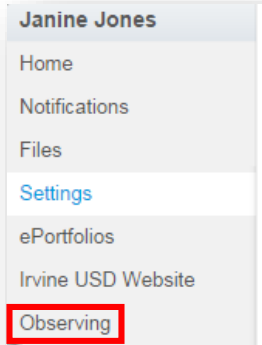 Janine Jones
Home
Notifications
Files
Settings
ePortfolios
Irvine USD Website
Observing